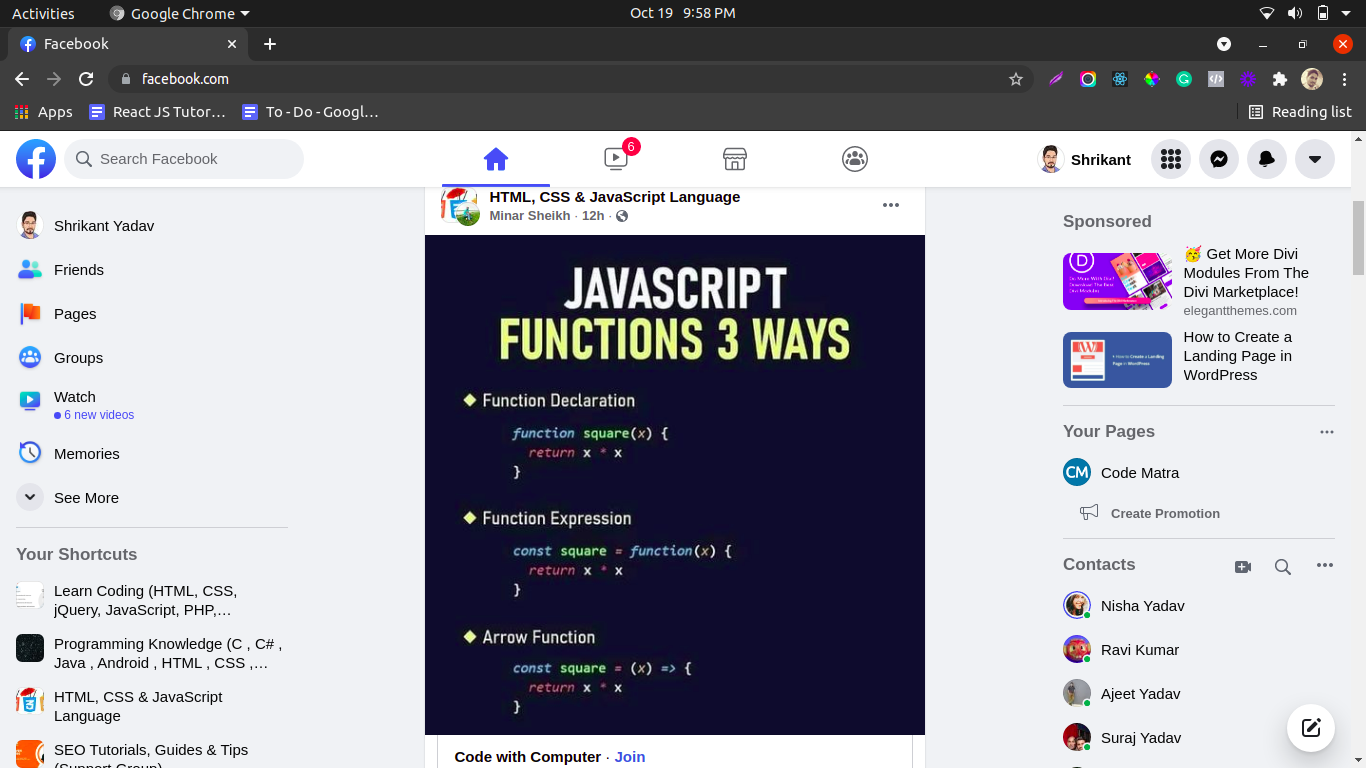 Activities
Google Chrome
Oct 19 9:58 PM
Facebook
facebook.com
Apps
React JS Tutor…
To - Do - Googl…
Reading list
Search Facebook
6
Shrikant
Shrikant Yadav
Friends
Pages
Groups
Watch
6 new videos
Memories
See More
Your Shortcuts
Learn Coding (HTML, CSS,
jQuery, JavaScript, PHP,…
Programming Knowledge (C , C# ,
Java , Android , HTML , CSS ,…
HTML, CSS & JavaScript
Language
SEO Tutorials, Guides & Tips
(Support Group)
HTML, CSS & JavaScript Language
Minar Sheikh · 12h ·
JAVASCRIPT
FUNCTIONS 3 WAYS
Function Declaration
function square(x) {
return x * x
}
Function Expression
const square = function(x) {
return x * x
}
Arrow Function
const square = (x) => {
return x * x
}
Code with Computer · Join
Sponsored
🥳 Get More Divi
Modules From The
Divi Marketplace!
elegantthemes.com
How to Create a
Landing Page in
WordPress
Your Pages
CM
Code Matra
Create Promotion
Contacts
Nisha Yadav
Ravi Kumar
Ajeet Yadav
Suraj Yadav